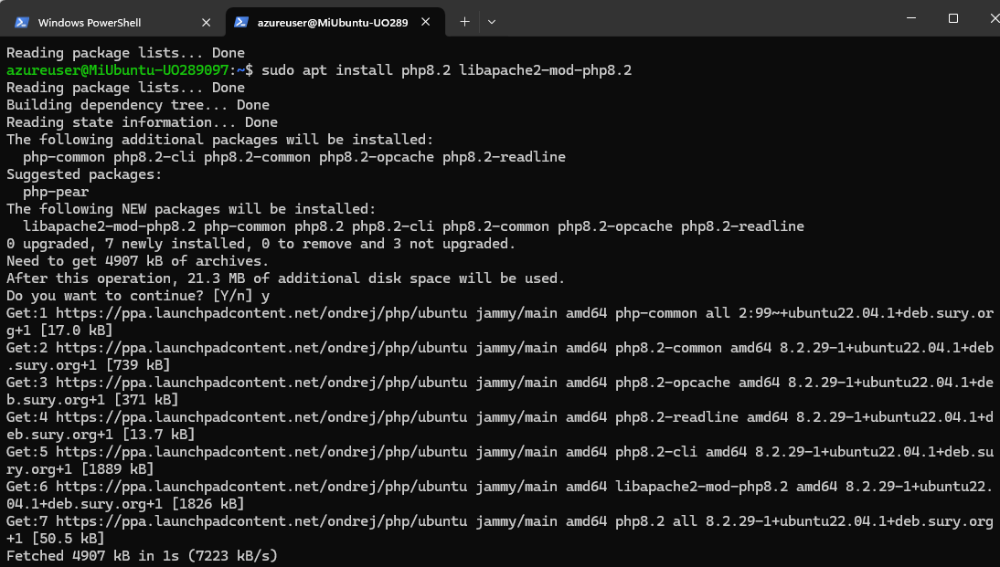 Windows PowerShell
azureuser@MiUbuntu-UO289
Reading package lists... Done
azureuser@MiUbuntu-UO289097:~$ sudo apt install php8.2 libapache2-mod-php8.2
Reading package lists... Done
Building dependency tree... Done
Reading state information... Done
The following additional packages will be installed:
  php-common php8.2-cli php8.2-common php8.2-opcache php8.2-readline
Suggested packages:
  php-pear
The following NEW packages will be installed:
  libapache2-mod-php8.2 php-common php8.2 php8.2-cli php8.2-common php8.2-opcache php8.2-readline
0 upgraded, 7 newly installed, 0 to remove and 3 not upgraded.
Need to get 4907 kB of archives.
After this operation, 21.3 MB of additional disk space will be used.
Do you want to continue? [Y/n] y
Get:1 https://ppa.launchpadcontent.net/ondrej/php/ubuntu jammy/main amd64 php-common all 2:99~+ubuntu22.04.1+deb.sury.or
g+1 [17.0 kB]
Get:2 https://ppa.launchpadcontent.net/ondrej/php/ubuntu jammy/main amd64 php8.2-common amd64 8.2.29-1+ubuntu22.04.1+deb
.sury.org+1 [739 kB]
Get:3 https://ppa.launchpadcontent.net/ondrej/php/ubuntu jammy/main amd64 php8.2-opcache amd64 8.2.29-1+ubuntu22.04.1+de
b.sury.org+1 [371 kB]
Get:4 https://ppa.launchpadcontent.net/ondrej/php/ubuntu jammy/main amd64 php8.2-readline amd64 8.2.29-1+ubuntu22.04.1+d
eb.sury.org+1 [13.7 kB]
Get:5 https://ppa.launchpadcontent.net/ondrej/php/ubuntu jammy/main amd64 php8.2-cli amd64 8.2.29-1+ubuntu22.04.1+deb.su
ry.org+1 [1889 kB]
Get:6 https://ppa.launchpadcontent.net/ondrej/php/ubuntu jammy/main amd64 libapache2-mod-php8.2 amd64 8.2.29-1+ubuntu22.
04.1+deb.sury.org+1 [1826 kB]
Get:7 https://ppa.launchpadcontent.net/ondrej/php/ubuntu jammy/main amd64 php8.2 all 8.2.29-1+ubuntu22.04.1+deb.sury.org
+1 [50.5 kB]
Fetched 4907 kB in 1s (7223 kB/s)